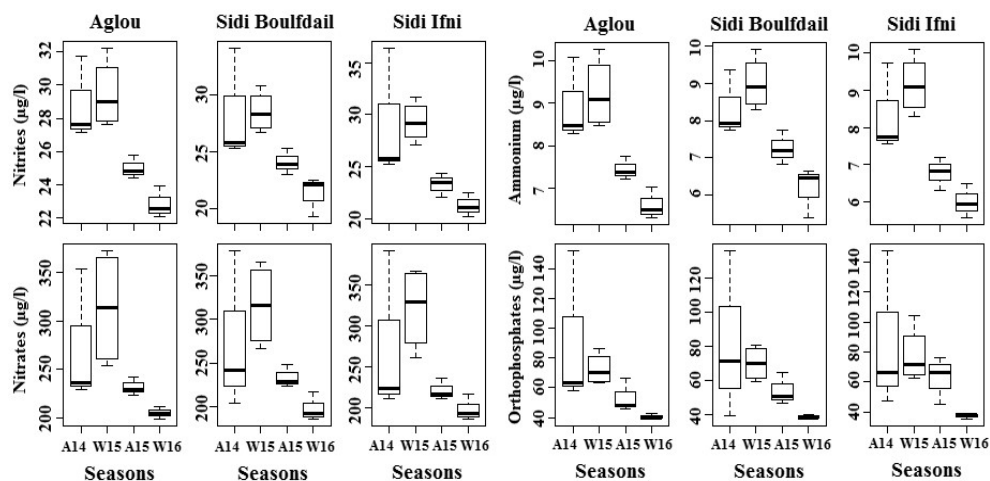 Aglou Sidi Boulfdail Sidi Ifni Aglou Sidi Boulfdail Sidi Ifni
Nitrites (µg/l)
22 24 26 28 30 32
20 25 30
20 25 30 35
Ammonium (µg/l)
7 8 9 10
6 7 8 9 10
6 7 8 9 10
Nitrates (µg/l)
200 250 300 350
200 250 300 350
200 250 300 350
Orthophosphates (µg/l)
40 60 80 100 120 140
40 60 80 100 120
40 60 80 100 120 140
A14 W15 A15 W16 A14 W15 A15 W16 A14 W15 A15 W16 A14 W15 A15 W16 A14 W15 A15 W16 A14 W15 A15 W16
Seasons Seasons Seasons Seasons Seasons Seasons